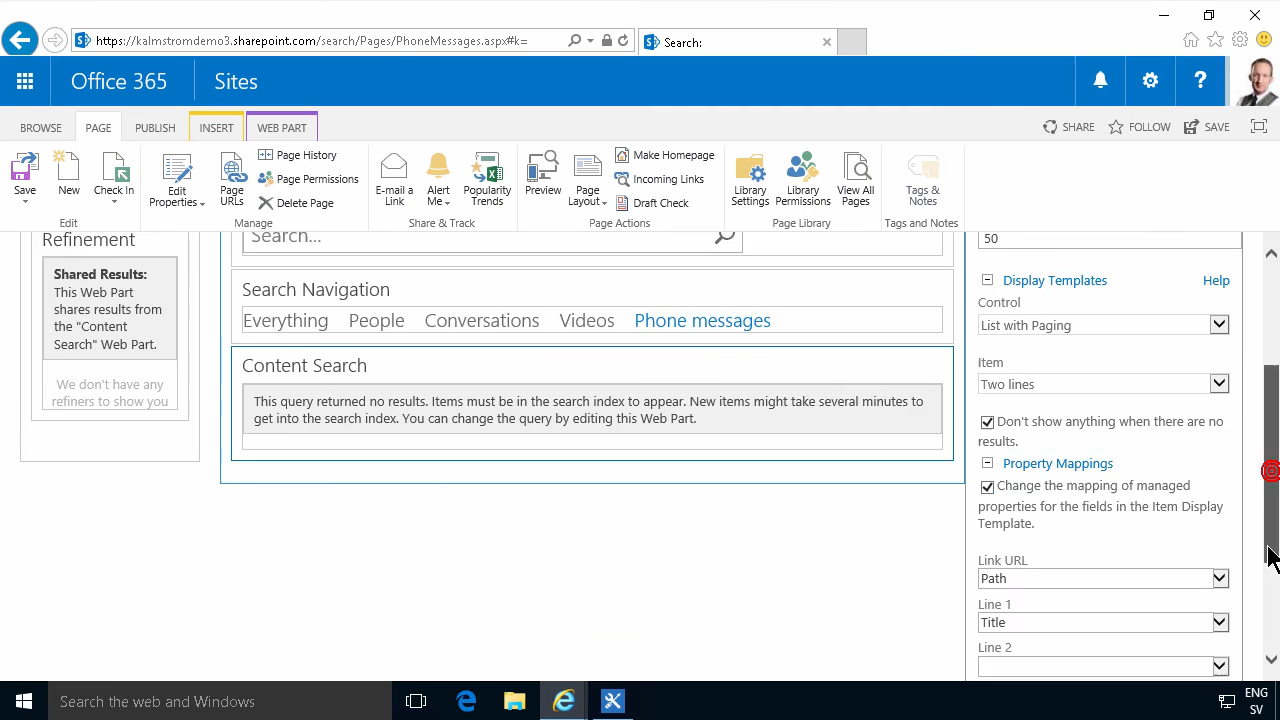 https://kalmstromdemo3.sharepoint.com/search/Pages/PhoneMessages.aspx#k=
Search:
Office 365
Sites
?
BROWSE
PAGE
PUBLISH
INSERT
WEB PART
SHARE
FOLLOW
SAVE
Save
New
Check In
Edit
Edit Properties
Page URLs
Page History
Page Permissions
Delete Page
Manage
E-mail a Link
Alert Me
Popularity Trends
Share & Track
Preview
Page Layout
Make Homepage
Incoming Links
Draft Check
Page Actions
Library Settings
Library Permissions
View All Pages
Page Library
Tags & Notes
Tags and Notes
Refinement
Shared Results:
This Web Part
shares results from
the "Content
Search" Web Part.
We don't have any
refiners to show you
Search...
Search Navigation
Everything People Conversations Videos Phone messages
Content Search
This query returned no results. Items must be in the search index to appear. New items might take several minutes to
get into the search index. You can change the query by editing this Web Part.
50
Display Templates
Help
Control
List with Paging
Item
Two lines
Don't show anything when there are no
results.
Property Mappings
Change the mapping of managed
properties for the fields in the Item Display
Template.
Link URL
Path
Line 1
Title
Line 2
Search the web and Windows
ENG
SV